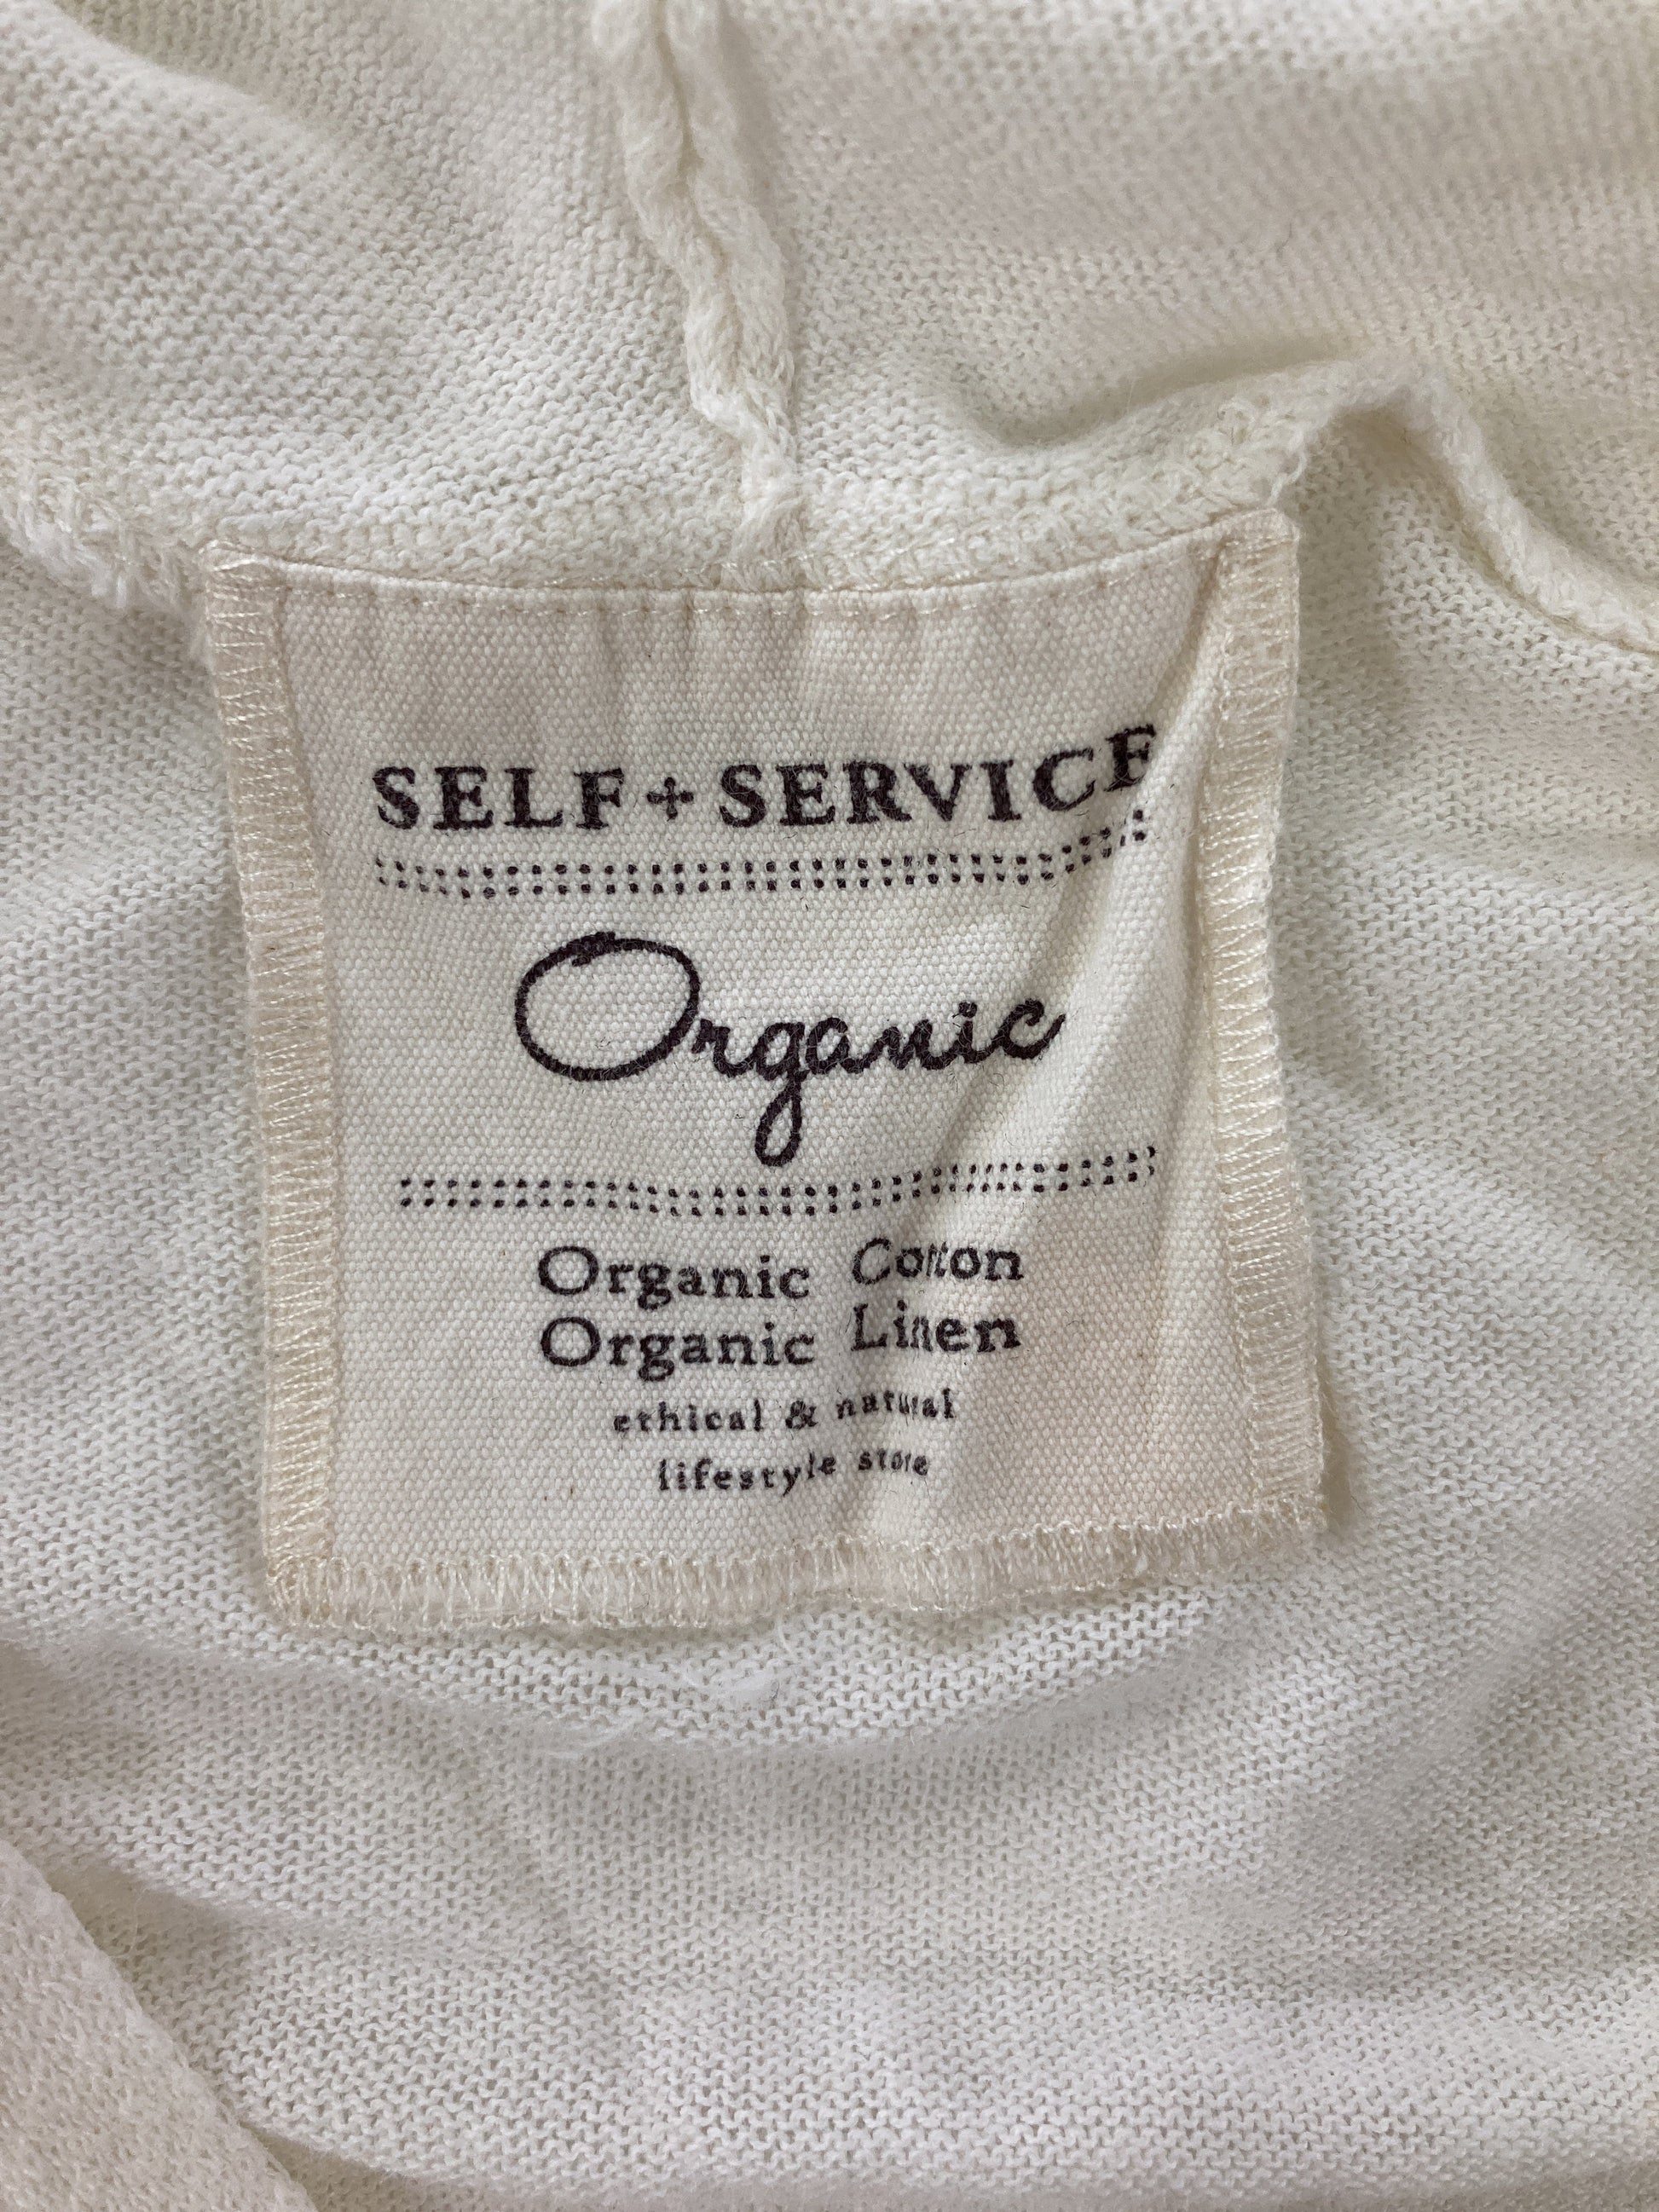 SELF+SERVICE
Organic
Organic Cotton
Organic Linen
ethical & natural
lifestyle store